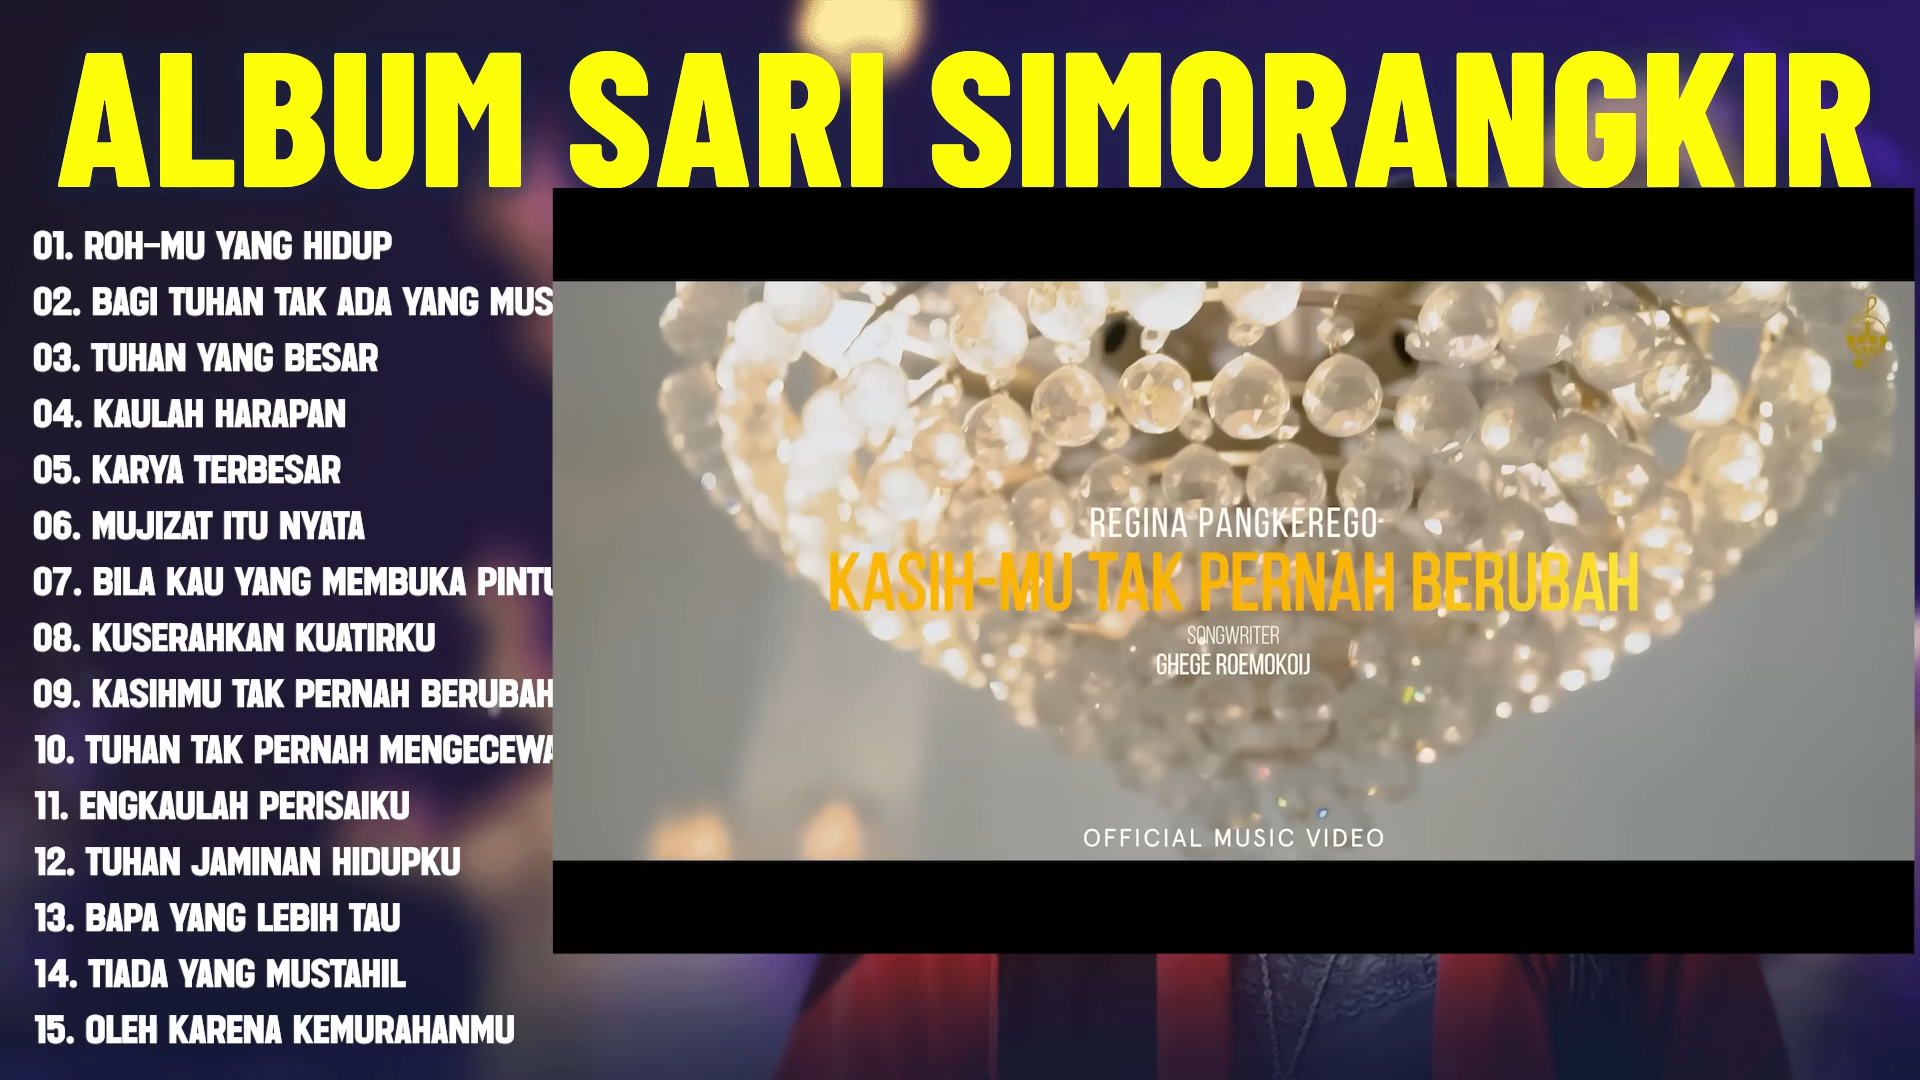 ALBUM SARI SIMORANGKIR
01. ROH-MU YANG HIDUP
02. BAGI TUHAN TAK ADA YANG MUS
03. TUHAN YANG BESAR
04. KAULAH HARAPAN
05. KARYA TERBESAR
06. MUJIZAT ITU NYATA
07. BILA KAU YANG MEMBUKA PINTU
08. KUSERAHKAN KUATIRKU
09. KASIHMU TAK PERNAH BERUBAH
10. TUHAN TAK PERNAH MENGECEWA
11. ENGKAULAH PERISAIKU
12. TUHAN JAMINAN HIDUPKU
13. BAPA YANG LEBIH TAU
14. TIADA YANG MUSTAHIL
15. OLEH KARENA KEMURAHANMU
REGINA PANGKEREGO
KASIH-MU TAK PERNAH BERUBAH
SONGWRITER
GHEGE ROEMOKOIJ
OFFICIAL MUSIC VIDEO